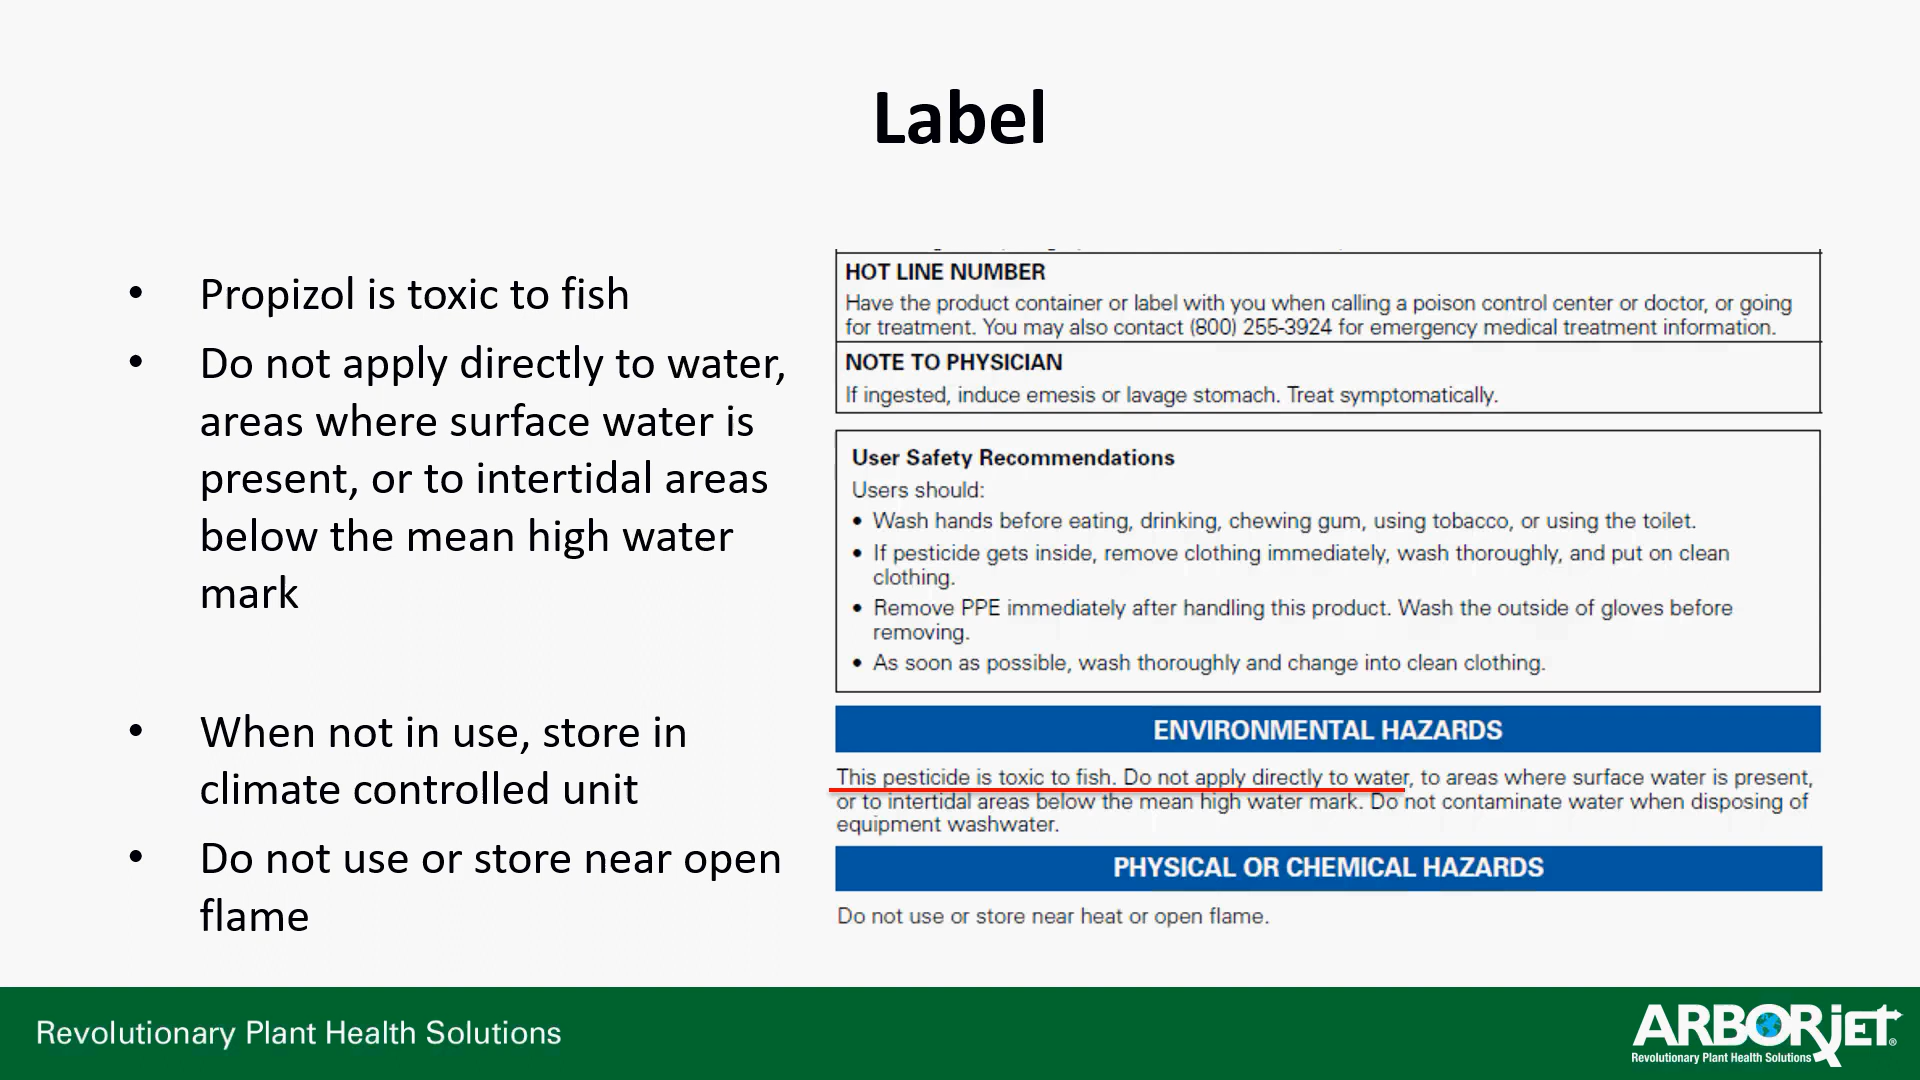 Label
• Propizol is toxic to fish
• Do not apply directly to water,
areas where surface water is
present, or to intertidal areas
below the mean high water
mark
• When not in use, store in
climate controlled unit
• Do not use or store near open
flame
HOT LINE NUMBER
Have the product container or label with you when calling a poison control center or doctor, or going
for treatment. You may also contact (800) 255-3924 for emergency medical treatment information.
NOTE TO PHYSICIAN
If ingested, induce emesis or lavage stomach. Treat symptomatically.
User Safety Recommendations
Users should:
• Wash hands before eating, drinking, chewing gum, using tobacco, or using the toilet.
• If pesticide gets inside, remove clothing immediately, wash thoroughly, and put on clean
clothing.
• Remove PPE immediately after handling this product. Wash the outside of gloves before
removing.
• As soon as possible, wash thoroughly and change into clean clothing.
ENVIRONMENTAL HAZARDS
This pesticide is toxic to fish. Do not apply directly to water, to areas where surface water is present,
or to intertidal areas below the mean high water mark. Do not contaminate water when disposing of
equipment washwater.
PHYSICAL OR CHEMICAL HAZARDS
Do not use or store near heat or open flame.
Revolutionary Plant Health Solutions
ARBORjET®
Revolutionary Plant Health Solutions